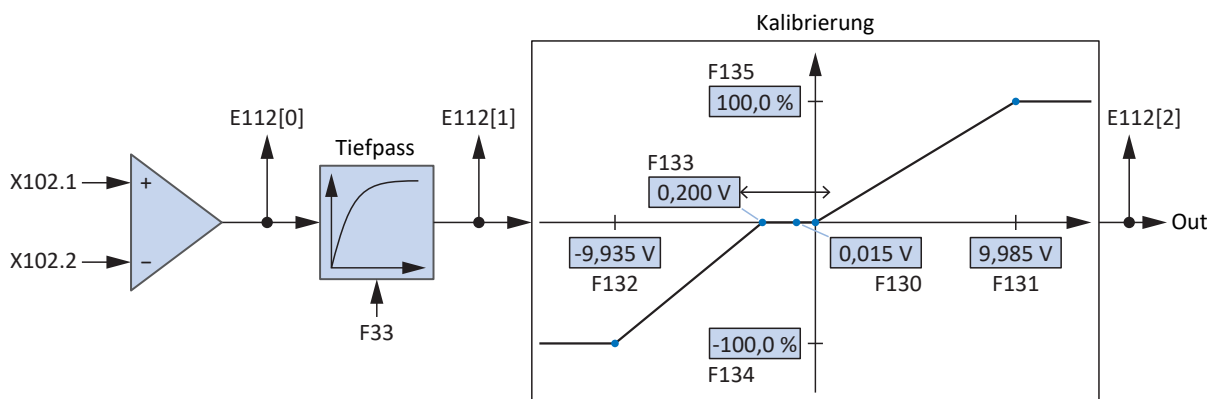 Kalibrierung
F135
100,0 %
E112[0]
E112[1]
E112[2]
Tiefpass
F133
0,200 V
X102.1
+
X102.2
−
Out
-9,935 V
F132
0,015 V
F130
9,985 V
F131
F33
-100,0 %
F134